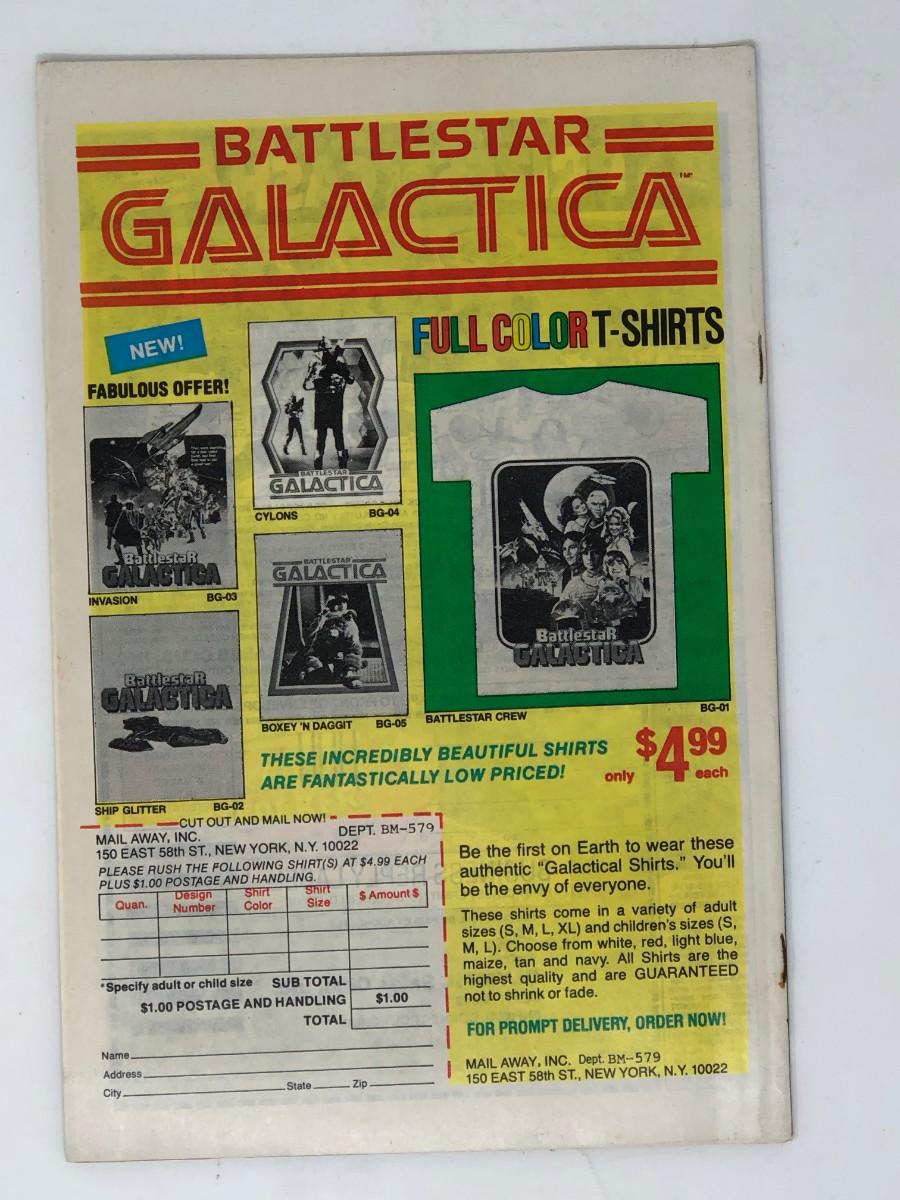 BATTLESTAR
GALACTICA™
NEW!
FABULOUS OFFER!
FULL COLOR T-SHIRTS
Battlestar
GALACTICA
INVASION BG-03
BATTLESTAR
GALACTICA
CYLONS BG-04
Battlestar
GALACTICA
SHIP GLITTER BG-02
BATTLESTAR
GALACTICA
BOXEY 'N DAGGIT BG-05
Battlestar
GALACTICA
BATTLESTAR CREW BG-01
THESE INCREDIBLY BEAUTIFUL SHIRTS
ARE FANTASTICALLY LOW PRICED!
only $4.99 each
CUT OUT AND MAIL NOW!
MAIL AWAY, INC. DEPT. BM-579
150 EAST 58th ST., NEW YORK, N.Y. 10022
PLEASE RUSH THE FOLLOWING SHIRT(S) AT $4.99 EACH
PLUS $1.00 POSTAGE AND HANDLING.
Quan. Design Number Shirt Color Shirt Size $ Amount $
*Specify adult or child size SUB TOTAL
$1.00 POSTAGE AND HANDLING $1.00
TOTAL
Name
Address
City State Zip
Be the first on Earth to wear these
authentic "Galactical Shirts." You'll
be the envy of everyone.
These shirts come in a variety of adult
sizes (S, M, L, XL) and children's sizes (S,
M, L). Choose from white, red, light blue,
maize, tan and navy. All Shirts are the
highest quality and are GUARANTEED
not to shrink or fade.
FOR PROMPT DELIVERY, ORDER NOW!
MAIL AWAY, INC. Dept. BM-579
150 EAST 58th ST., NEW YORK, N.Y. 10022